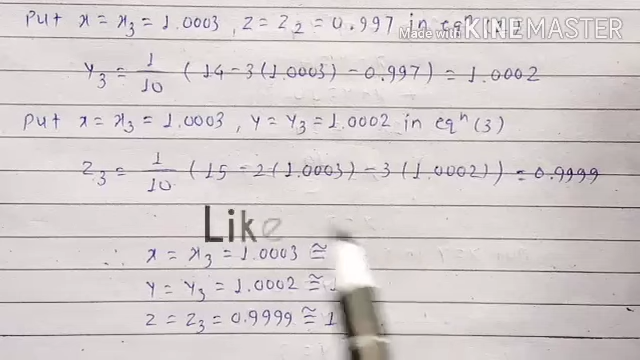 Put x = x₃ = 1.0003, z = z₂ = 0.997 in eqⁿ
Made with KINEMASTER
y₃ = 1/10 (14 - 3(1.0003) - 0.997) = 1.0002
Put x = x₃ = 1.0003, y = y₃ = 1.0002 in eqⁿ (3)
z₃ = 1/10 (15 - 2(1.0003) - 3(1.0002)) = 0.9999
Like
∴ x = x₃ = 1.0003 ≅
y = y₃ = 1.0002 ≅ 1
z = z₃ = 0.9999 ≅ 1